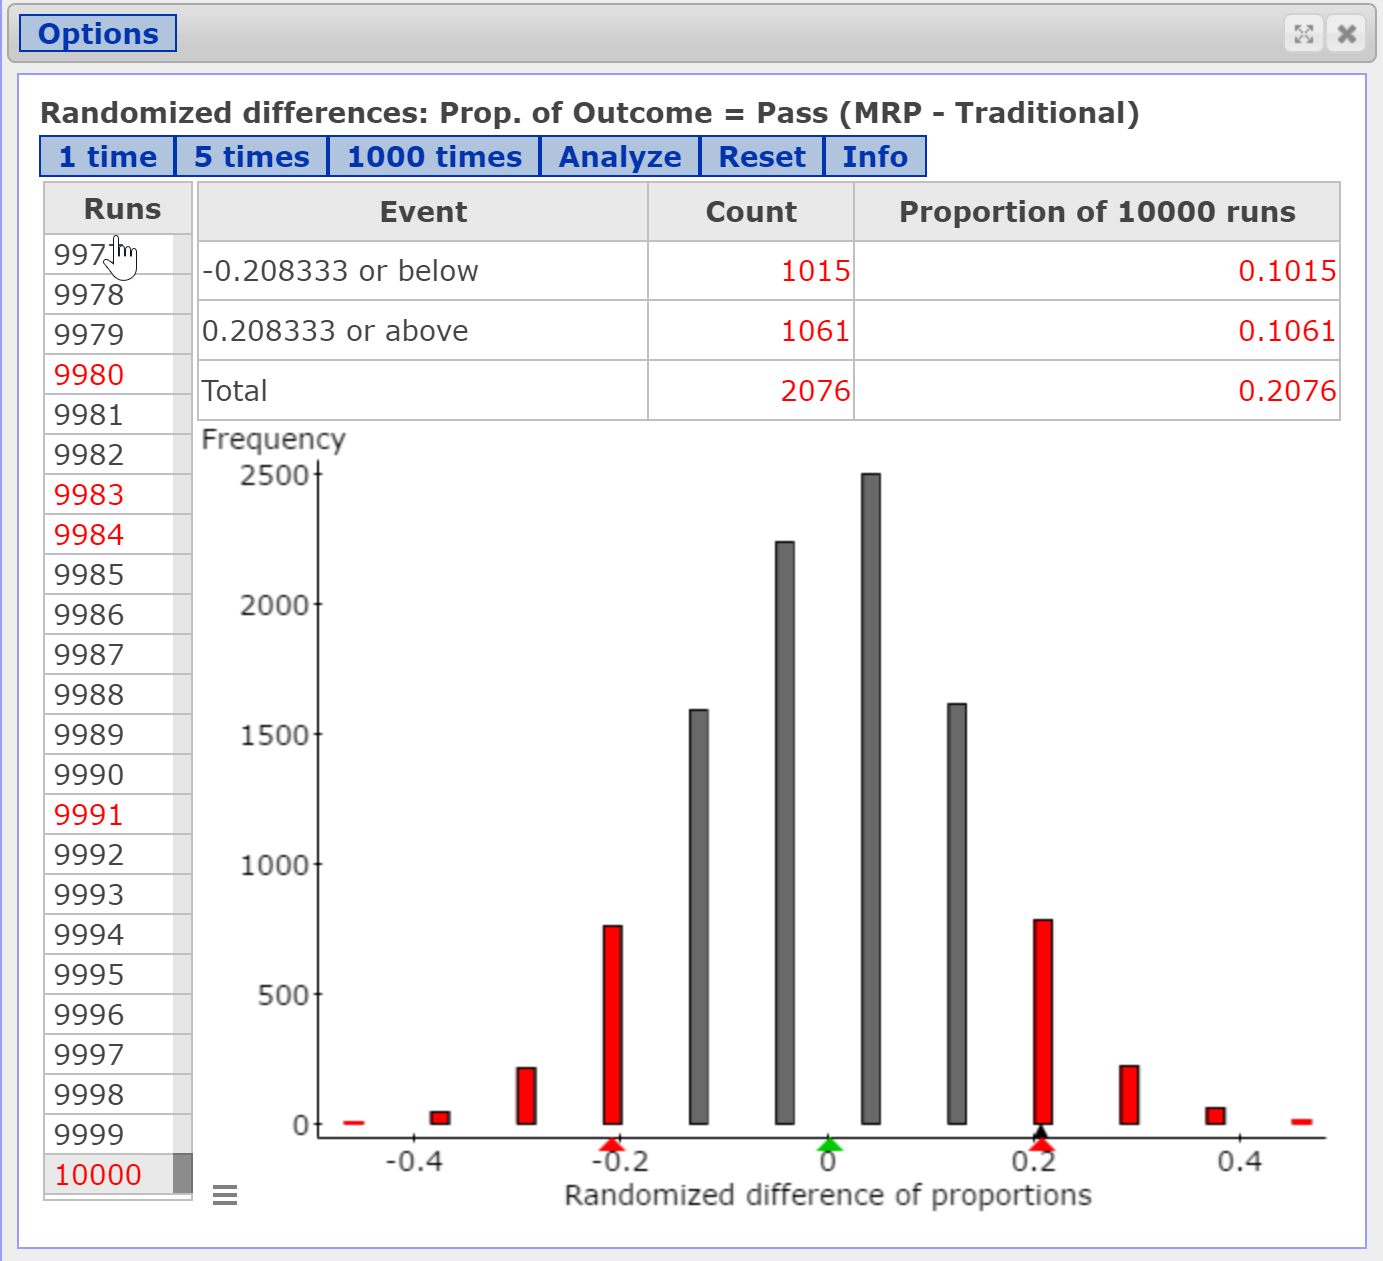 Options
Randomized differences: Prop. of Outcome = Pass (MRP - Traditional)
1 time 5 times 1000 times Analyze Reset Info
Runs
9978
9979
9980
9981
9982
9983
9984
9985
9986
9987
9988
9989
9990
9991
9992
9993
9994
9995
9996
9997
9998
9999
10000
Event Count Proportion of 10000 runs
-0.208333 or below 1015 0.1015
0.208333 or above 1061 0.1061
Total 2076 0.2076
Frequency
2500
2000
1500
1000
500
0
-0.4 -0.2 0 0.2 0.4
Randomized difference of proportions